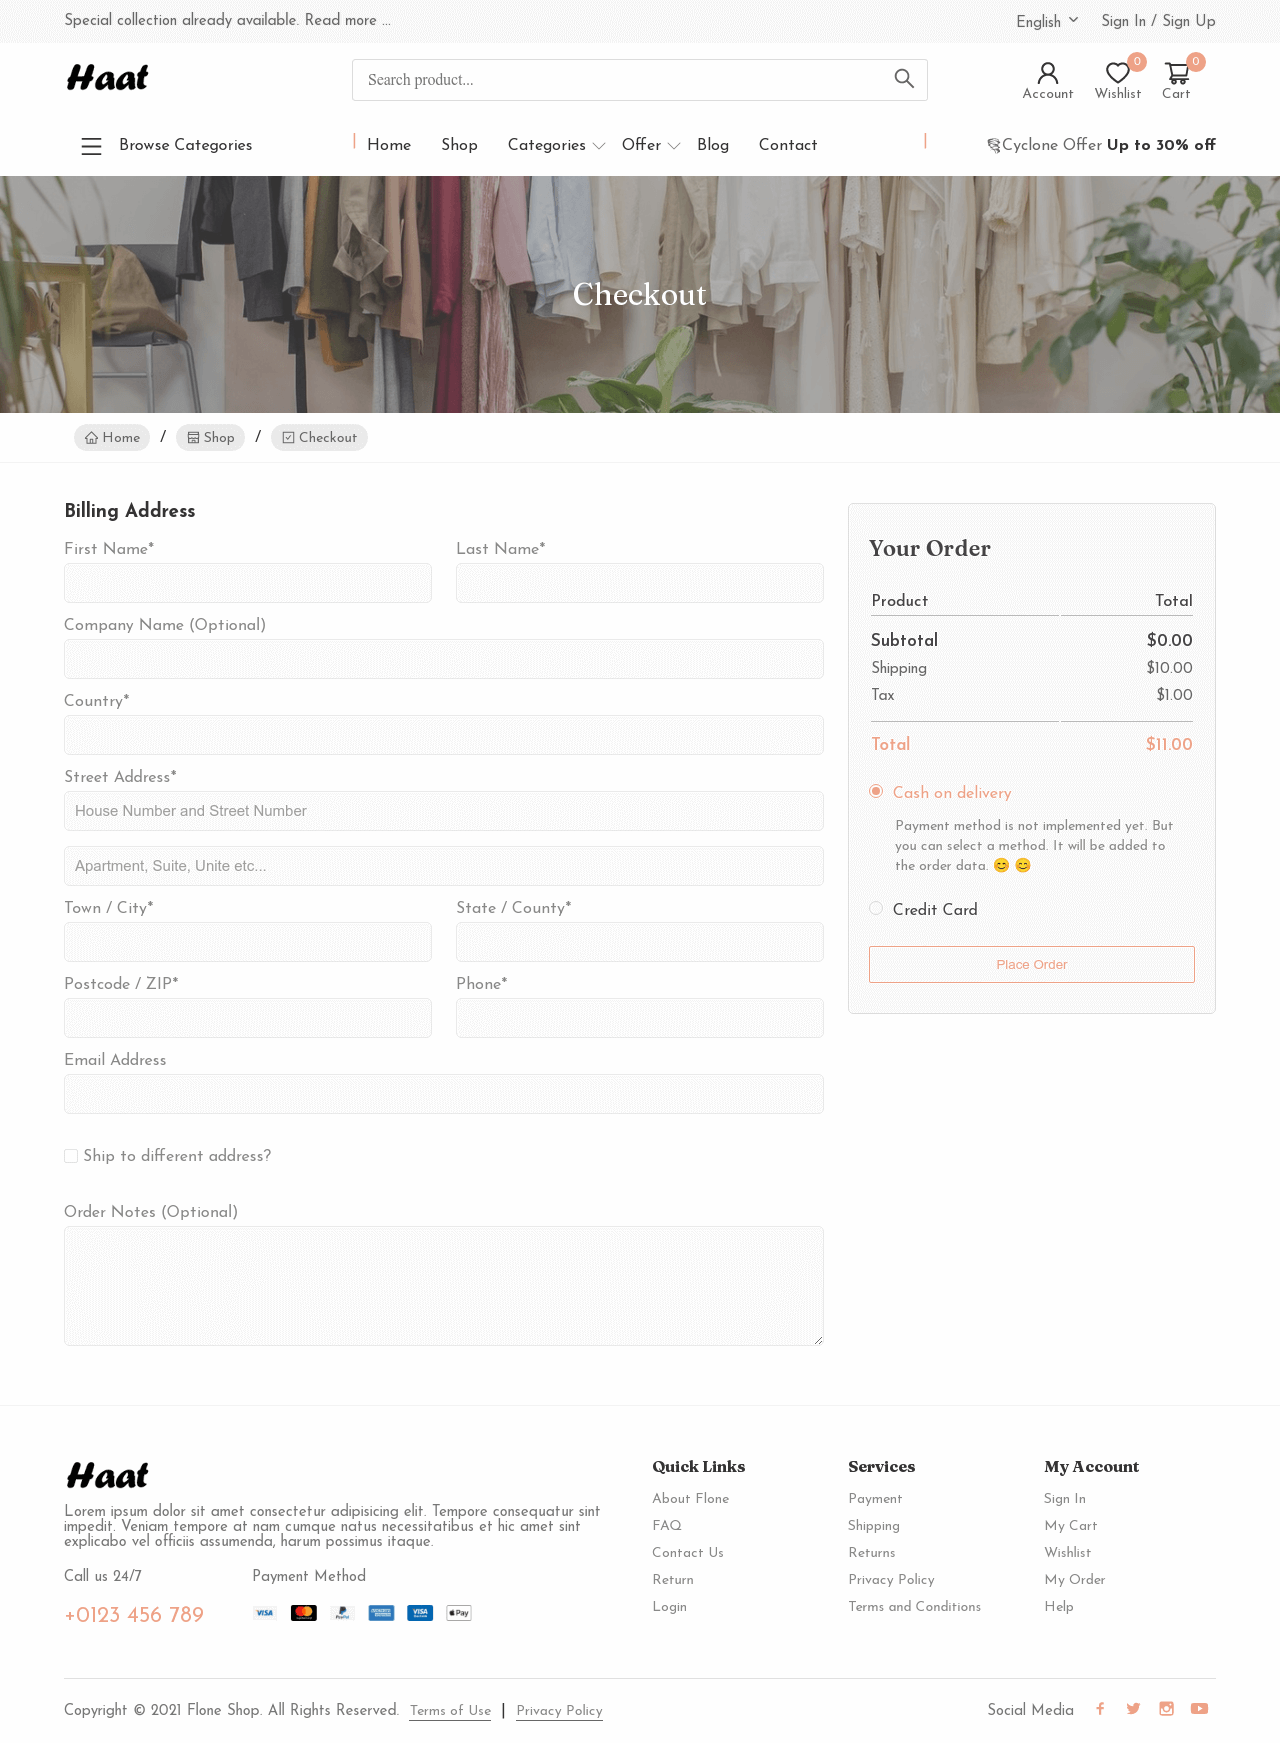 Special collection already available. Read more ...
English
Sign In / Sign Up
Haat
Search product...
Account
0
Wishlist
0
Cart
Browse Categories
Home
Shop
Categories
Offer
Blog
Contact
Cyclone Offer Up to 30% off
Checkout
Home / Shop / Checkout
Billing Address
First Name*
Last Name*
Company Name (Optional)
Country*
Street Address*
House Number and Street Number
Apartment, Suite, Unite etc...
Town / City*
State / County*
Postcode / ZIP*
Phone*
Email Address
Ship to different address?
Order Notes (Optional)
Your Order
Product Total
Subtotal $0.00
Shipping $10.00
Tax $1.00
Total $11.00
Cash on delivery
Payment method is not implemented yet. But
you can select a method. It will be added to
the order data. 😊 😊
Credit Card
Place Order
Haat
Lorem ipsum dolor sit amet consectetur adipisicing elit. Tempore consequatur sint
impedit. Veniam tempore at nam cumque natus necessitatibus et hic amet sint
explicabo vel officiis assumenda, harum possimus itaque.
Call us 24/7
+0123 456 789
Payment Method
VISA
PayPal
VISA
Pay
Quick Links
About Flone
FAQ
Contact Us
Return
Login
Services
Payment
Shipping
Returns
Privacy Policy
Terms and Conditions
My Account
Sign In
My Cart
Wishlist
My Order
Help
Copyright © 2021 Flone Shop. All Rights Reserved. Terms of Use | Privacy Policy
Social Media